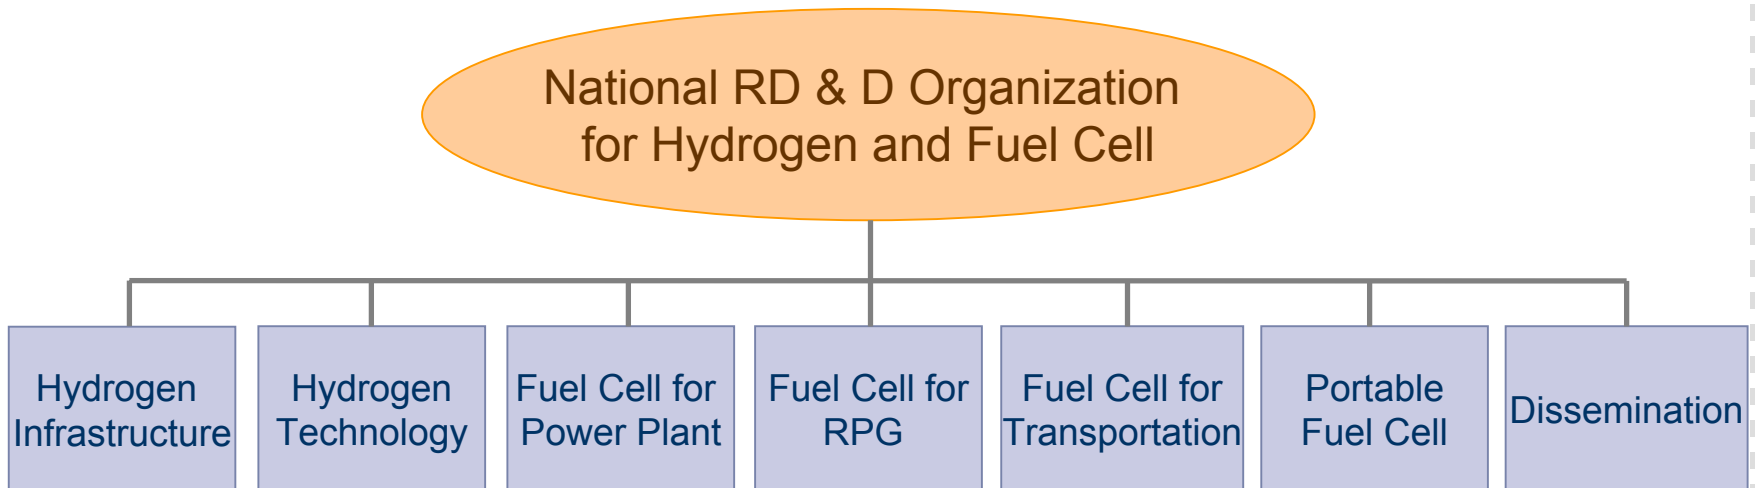 National RD & D Organization
for Hydrogen and Fuel Cell
Hydrogen
Infrastructure
Hydrogen
Technology
Fuel Cell for
Power Plant
Fuel Cell for
RPG
Fuel Cell for
Transportation
Portable
Fuel Cell
Dissemination